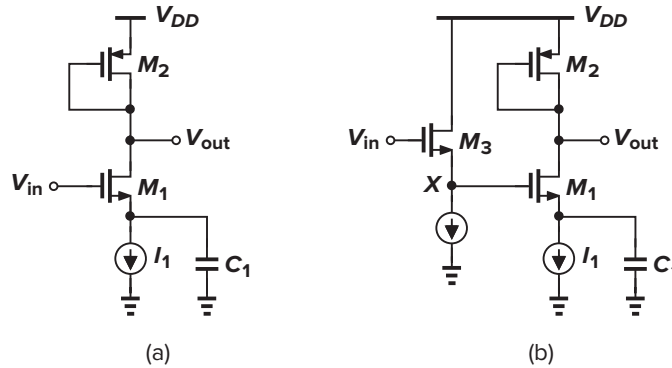 V_DD
M_2
V_out
V_in
M_1
I_1
C_1
(a)
V_DD
M_2
V_out
V_in
M_3
X
M_1
I_1
C
(b)